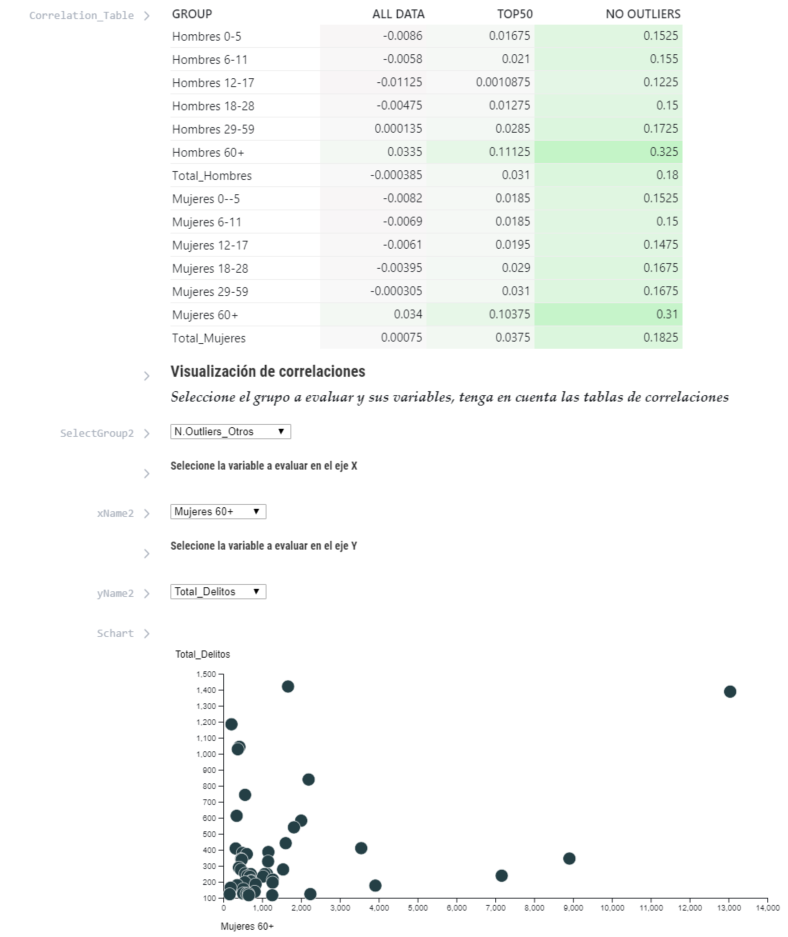 Correlation_Table GROUP ALL DATA TOP50 NO OUTLIERS
Hombres 0-5 -0.0086 0.01675 0.1525
Hombres 6-11 -0.0058 0.021 0.155
Hombres 12-17 -0.01125 0.0010875 0.1225
Hombres 18-28 -0.00475 0.01275 0.15
Hombres 29-59 0.000135 0.0285 0.1725
Hombres 60+ 0.0335 0.11125 0.325
Total_Hombres -0.000385 0.031 0.18
Mujeres 0--5 -0.0082 0.0185 0.1525
Mujeres 6-11 -0.0069 0.0185 0.15
Mujeres 12-17 -0.0061 0.0195 0.1475
Mujeres 18-28 -0.00395 0.029 0.1675
Mujeres 29-59 -0.000305 0.031 0.1675
Mujeres 60+ 0.034 0.10375 0.31
Total_Mujeres 0.00075 0.0375 0.1825
Visualización de correlaciones
Seleccione el grupo a evaluar y sus variables, tenga en cuenta las tablas de correlaciones
SelectGroup2 N.Outliers_Otros
Selecione la variable a evaluar en el eje X
xName2 Mujeres 60+
Selecione la variable a evaluar en el eje Y
yName2 Total_Delitos
Schart
Total_Delitos
1,500
1,400
1,300
1,200
1,100
1,000
900
800
700
600
500
400
300
200
100
0 1,000 2,000 3,000 4,000 5,000 6,000 7,000 8,000 9,000 10,000 11,000 12,000 13,000 14,000
Mujeres 60+